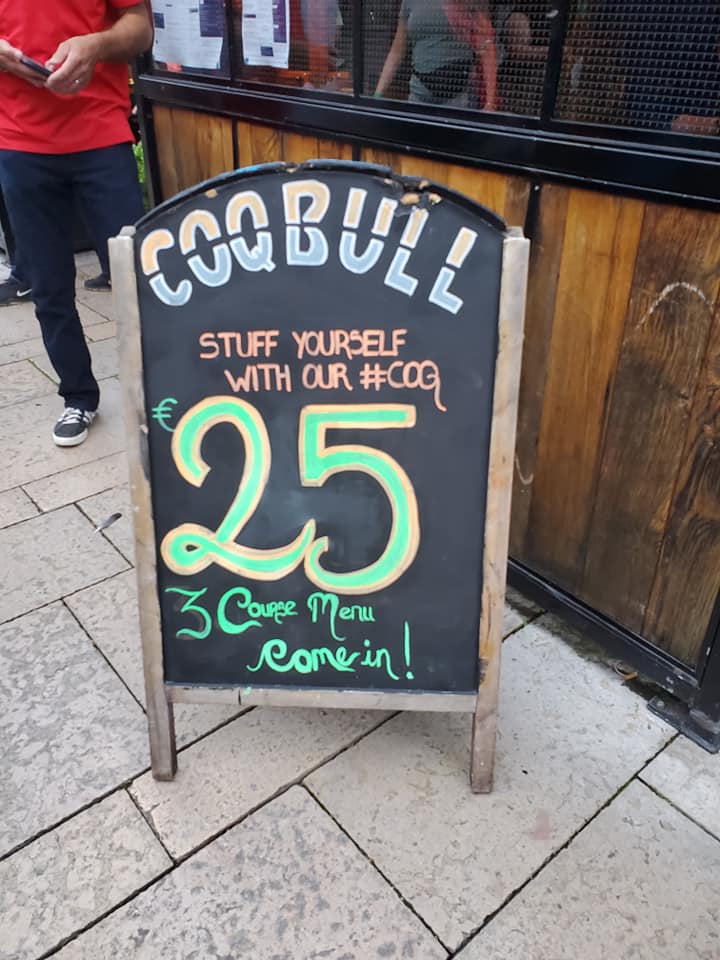 COQBULL
STUFF YOURSELF
WITH OUR #COQ
€25
3 Course Menu
Come in!